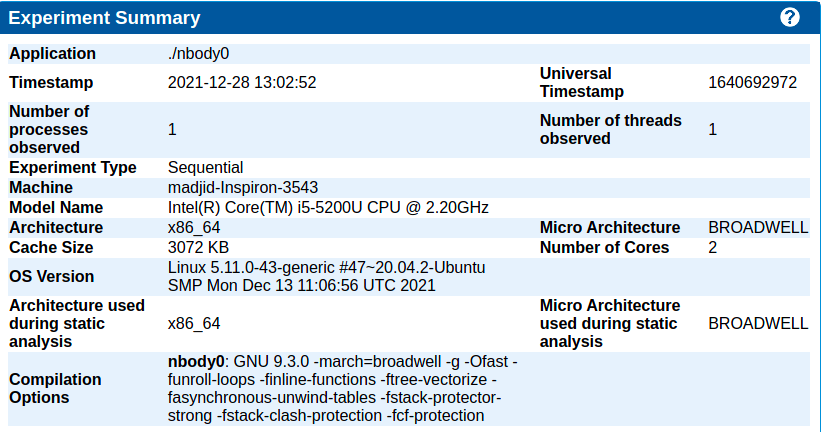 Experiment Summary ?
Application ./nbody0
Timestamp 2021-12-28 13:02:52 Universal Timestamp 1640692972
Number of processes observed 1 Number of threads observed 1
Experiment Type Sequential
Machine madjid-Inspiron-3543
Model Name Intel(R) Core(TM) i5-5200U CPU @ 2.20GHz
Architecture x86_64 Micro Architecture BROADWELL
Cache Size 3072 KB Number of Cores 2
OS Version Linux 5.11.0-43-generic #47~20.04.2-Ubuntu
SMP Mon Dec 13 11:06:56 UTC 2021
Architecture used during static analysis x86_64 Micro Architecture used during static analysis BROADWELL
Compilation Options nbody0: GNU 9.3.0 -march=broadwell -g -Ofast -
funroll-loops -finline-functions -ftree-vectorize -
fasynchronous-unwind-tables -fstack-protector-
strong -fstack-clash-protection -fcf-protection